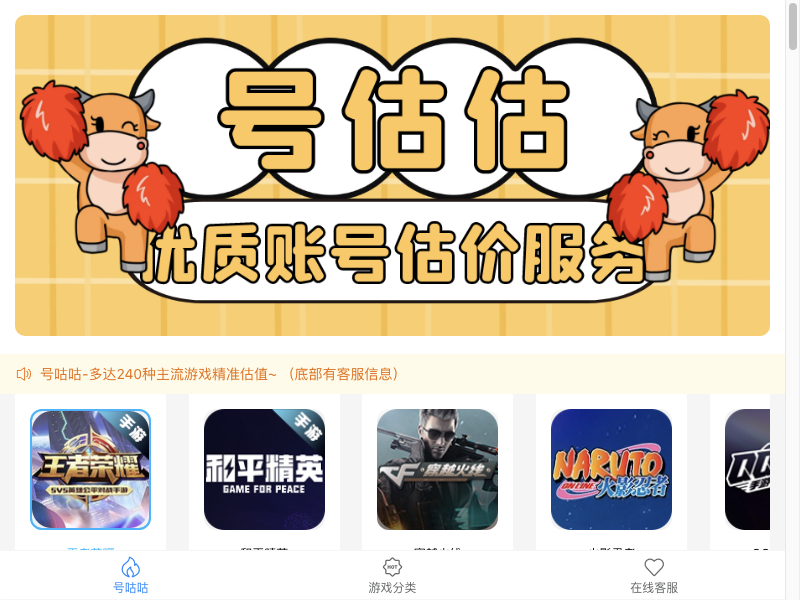 号估估
优质账号估价服务
号咕咕-多达240种主流游戏精准估值~ （底部有客服信息）
手游
王者荣耀
5V5英雄公平对战手游
手游
和平精英
GAME FOR PEACE
CF 穿越火线
NARUTO
ONLINE 火影忍者
手游
号咕咕
HOT
游戏分类
在线客服